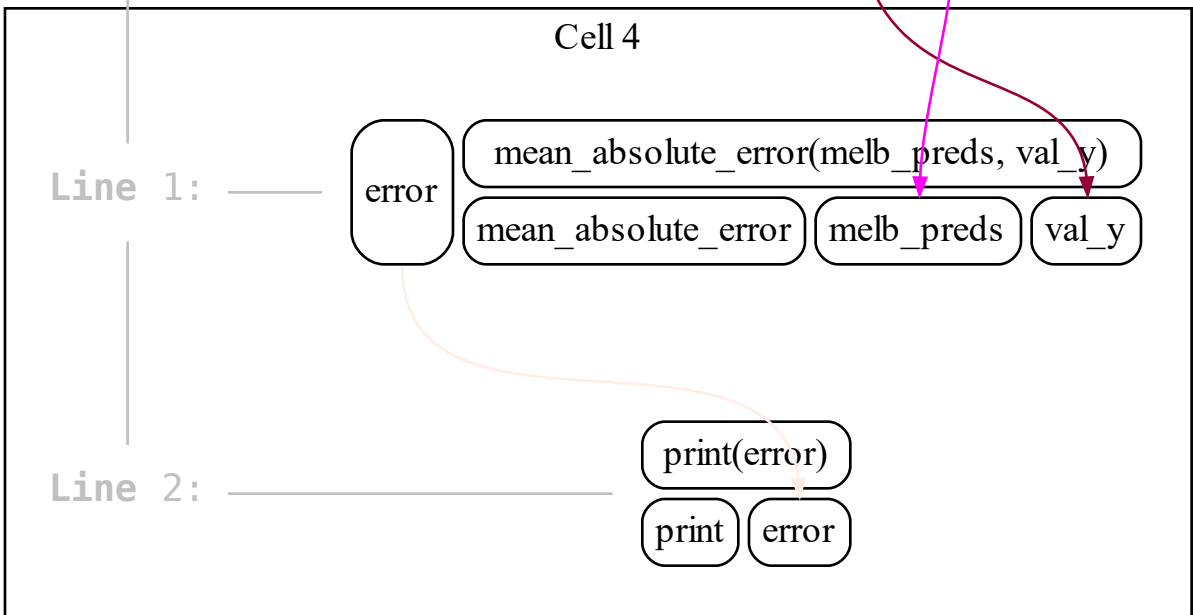 Cell 4
Line 1: error mean_absolute_error(melb_preds, val_y)
mean_absolute_error melb_preds val_y
print(error)
Line 2:
print error